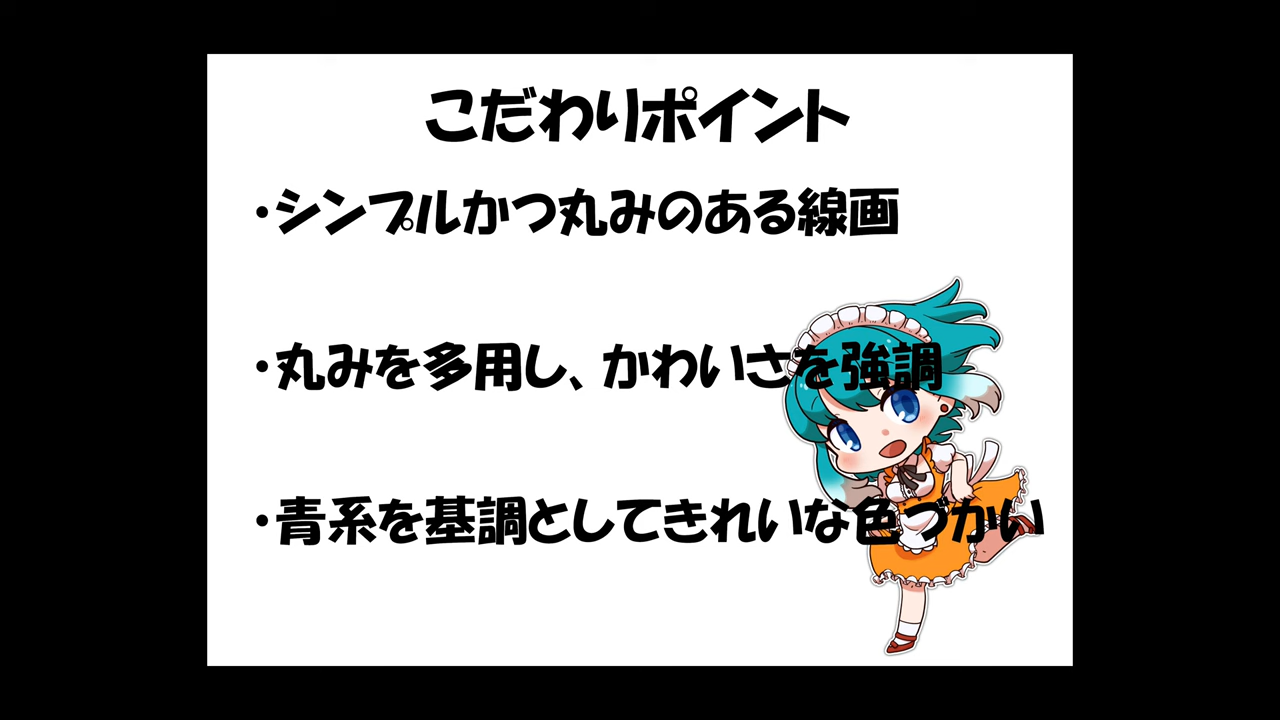 こだわりポイント
・シンプルかつ丸みのある線画
・丸みを多用し、かわいさを強調
・青系を基調としてきれいな色づかい